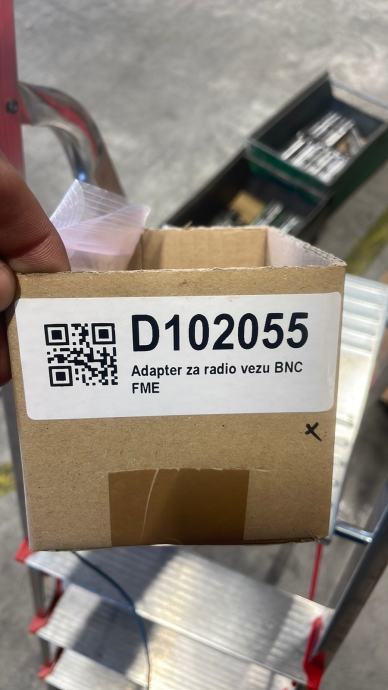 D102055
Adapter za radio vezu BNC
FME
x